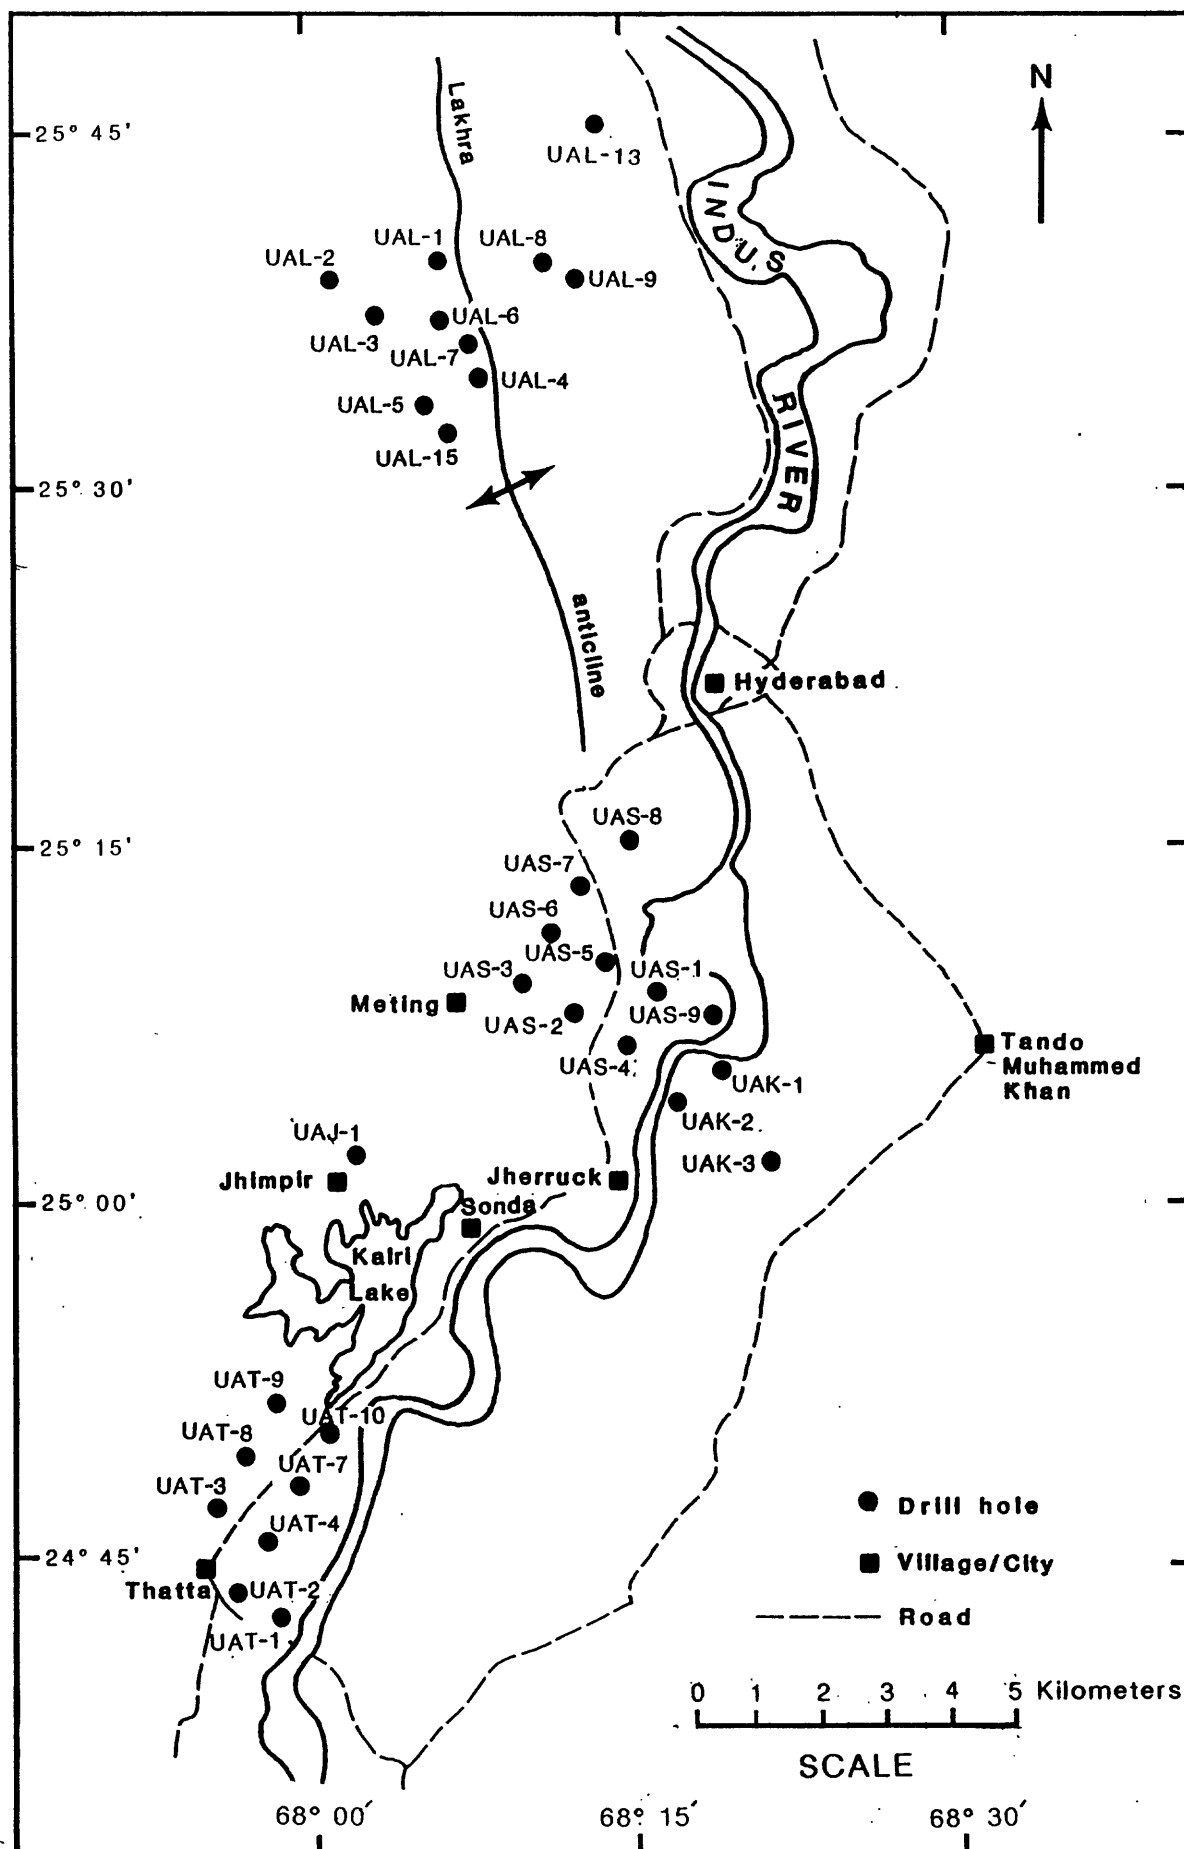 N
Lakhra
25° 45'
UAL-13
INDUS
UAL-1
UAL-8
UAL-2
UAL-9
UAL-6
UAL-3
UAL-7
UAL-4
UAL-5
RIVER
UAL-15
25° 30'
anticline
Hyderabad
UAS-8
25° 15'
UAS-7
UAS-6
UAS-5
UAS-3
UAS-1
Meting
UAS-2
UAS-9
UAS-4
Tando
Muhammed
Khan
UAK-1
UAK-2
UAJ-1
UAK-3
Jhimpir
Jherruck
25° 00'
Sonda
Kalri
Lake
UAT-9
UAT-10
UAT-8
UAT-7
UAT-3
UAT-4
Drill hole
24° 45'
Village/City
Thatta
UAT-2
Road
UAT-1
0 1 2 3 4 5 Kilometers
SCALE
68° 00' 68° 15' 68° 30'